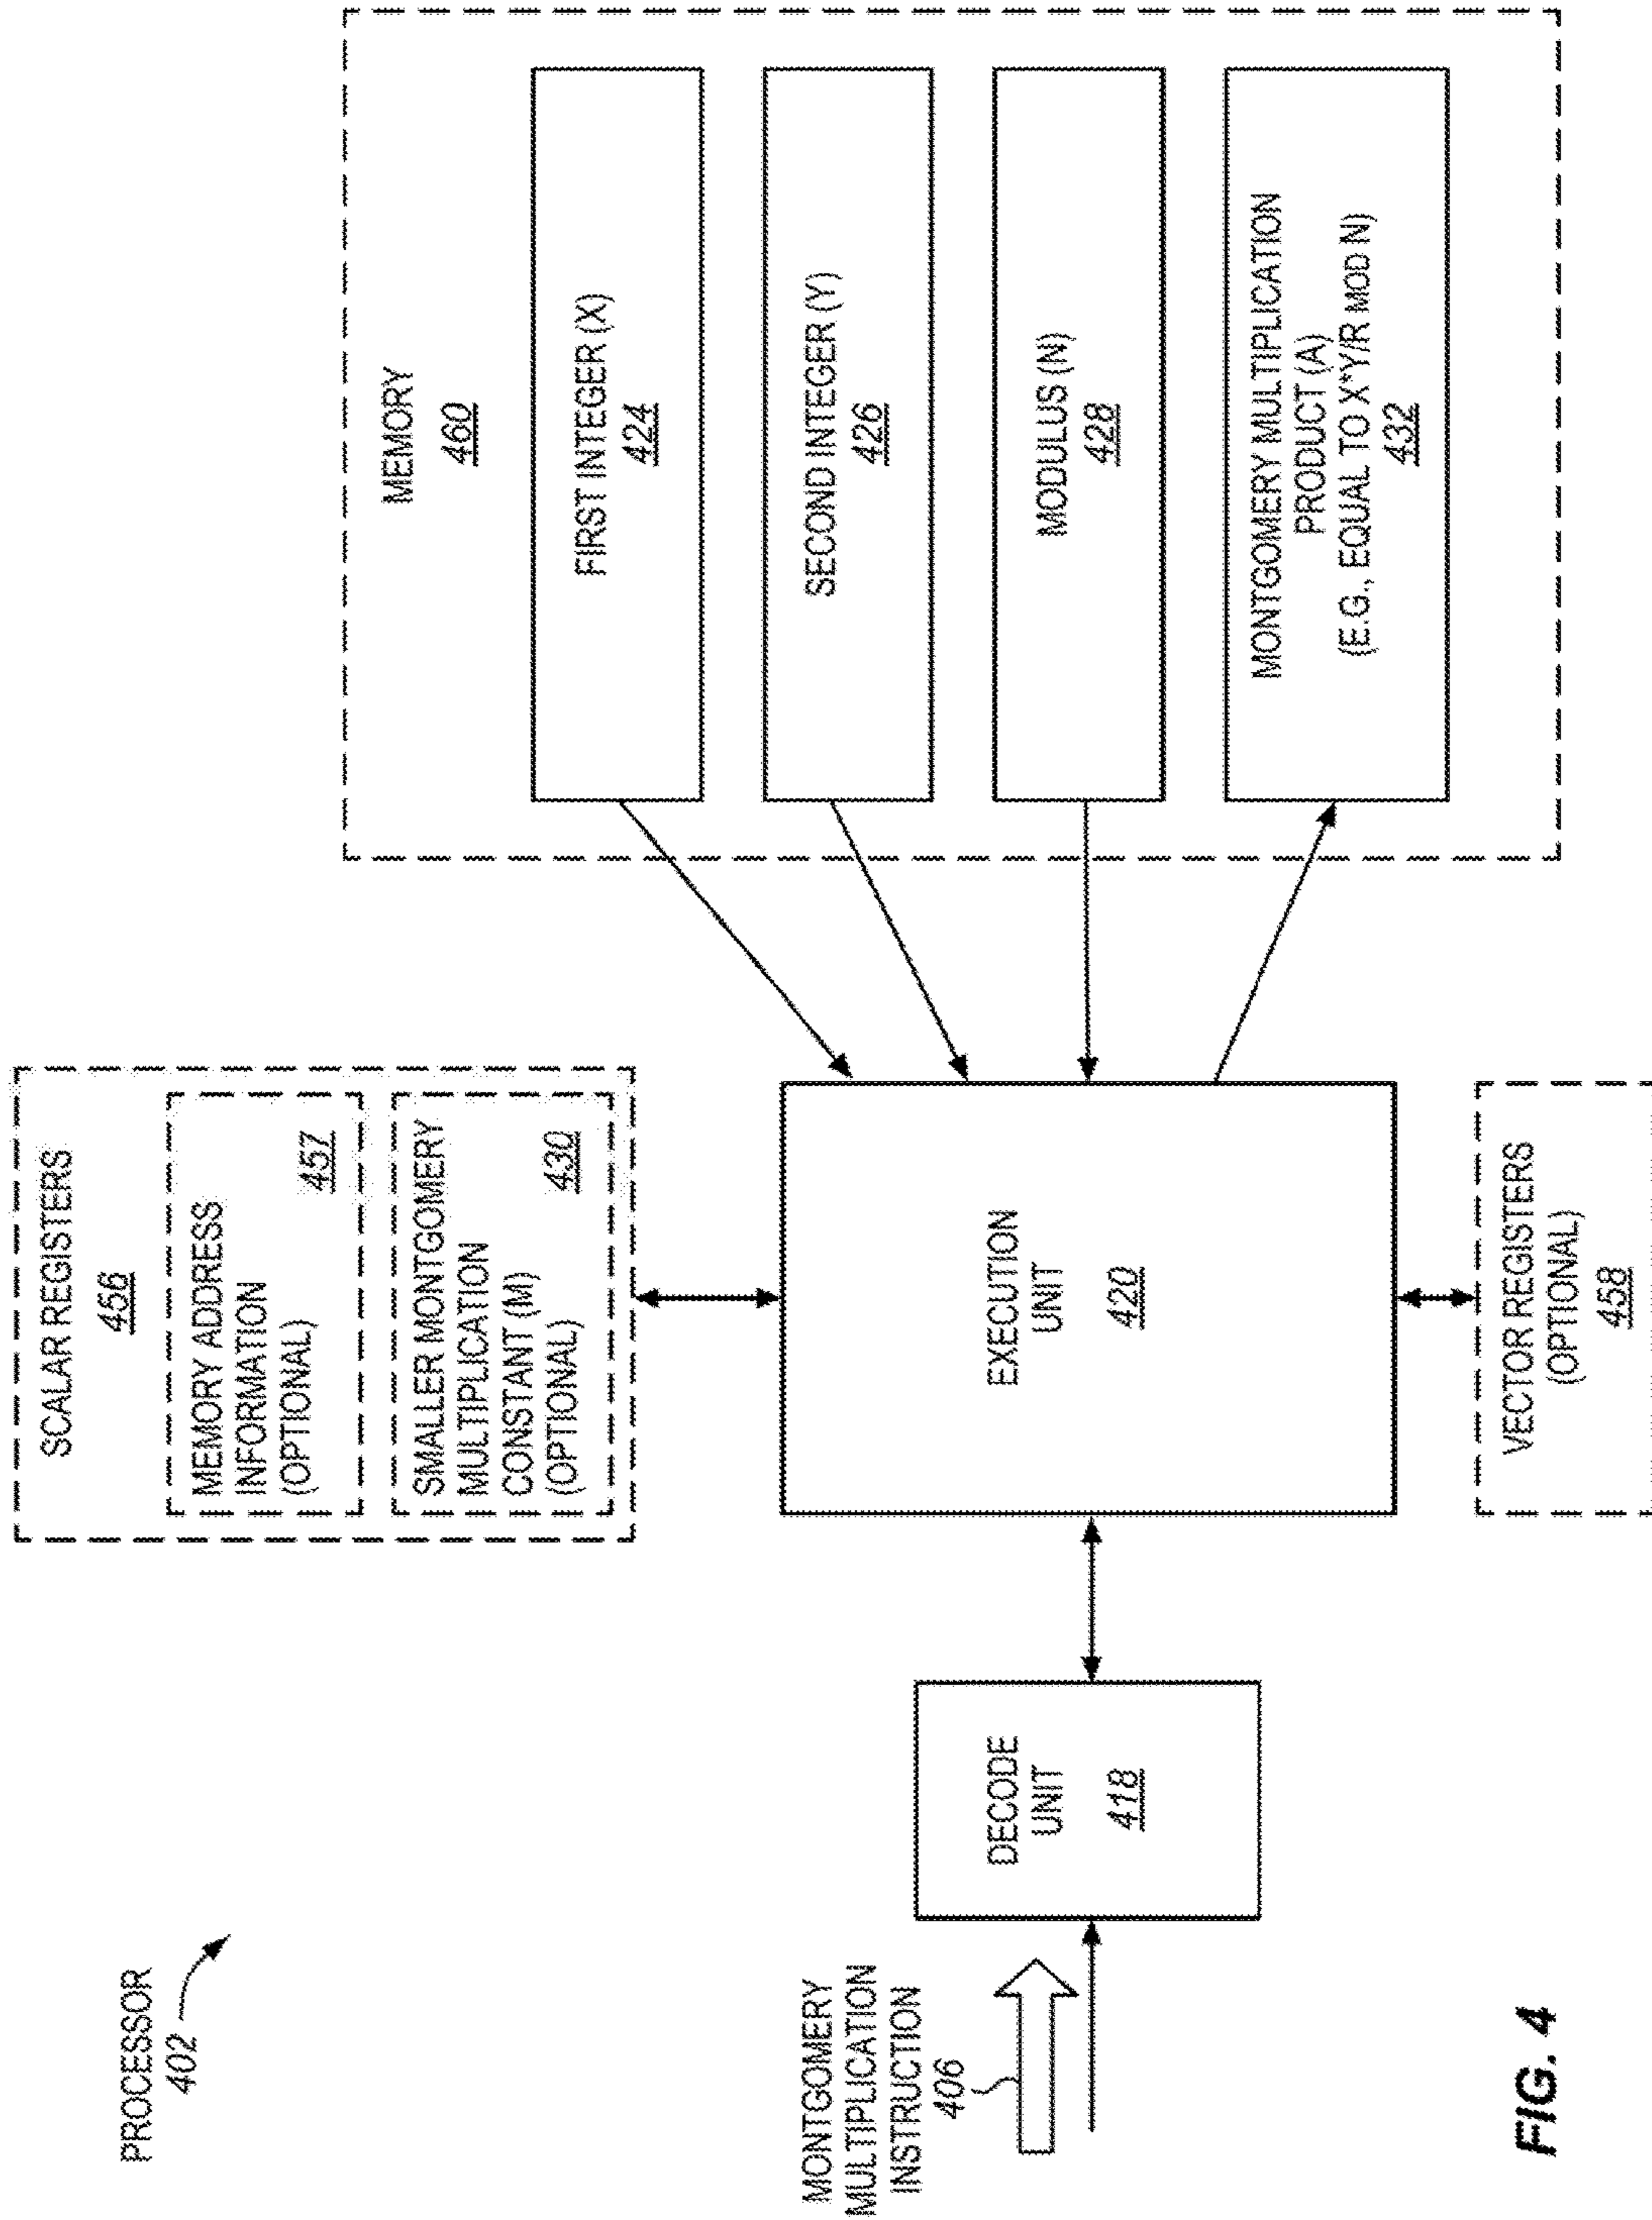 PROCESSOR
402
MONTGOMERY
MULTIPLICATION
INSTRUCTION
406
DECODE
UNIT
418
SCALAR REGISTERS
456
MEMORY ADDRESS
INFORMATION
(OPTIONAL)
457
SMALLER MONTGOMERY
MULTIPLICATION
CONSTANT (M)
(OPTIONAL)
430
EXECUTION
UNIT
420
VECTOR REGISTERS
(OPTIONAL)
458
MEMORY
460
FIRST INTEGER (X)
424
SECOND INTEGER (Y)
426
MODULUS (N)
428
MONTGOMERY MULTIPLICATION
PRODUCT (A)
(E.G., EQUAL TO X*Y/R MOD N)
432
FIG. 4